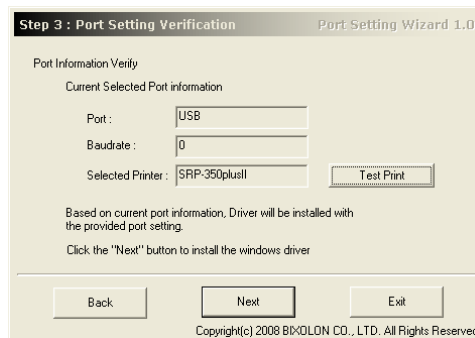 Step 3 : Port Setting Verification Port Setting Wizard 1.0
Port Information Verify
Current Selected Port information
Port : USB
Baudrate : 0
Selected Printer : SRP-350plusII Test Print
Based on current port information, Driver will be installed with
the provided port setting.
Click the "Next" button to install the windows driver
Back Next Exit
Copyright(c) 2008 BIXOLON CO., LTD. All Rights Reserved